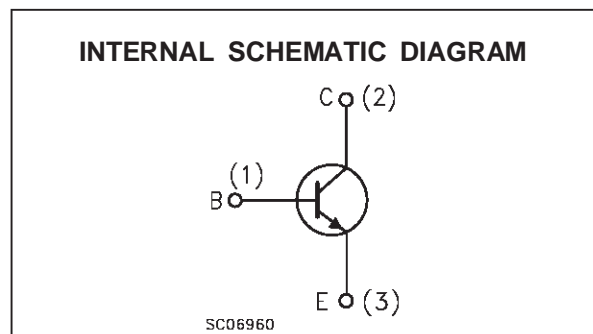 INTERNAL SCHEMATIC DIAGRAM
C (2)
(1)
B
E (3)
SC06960